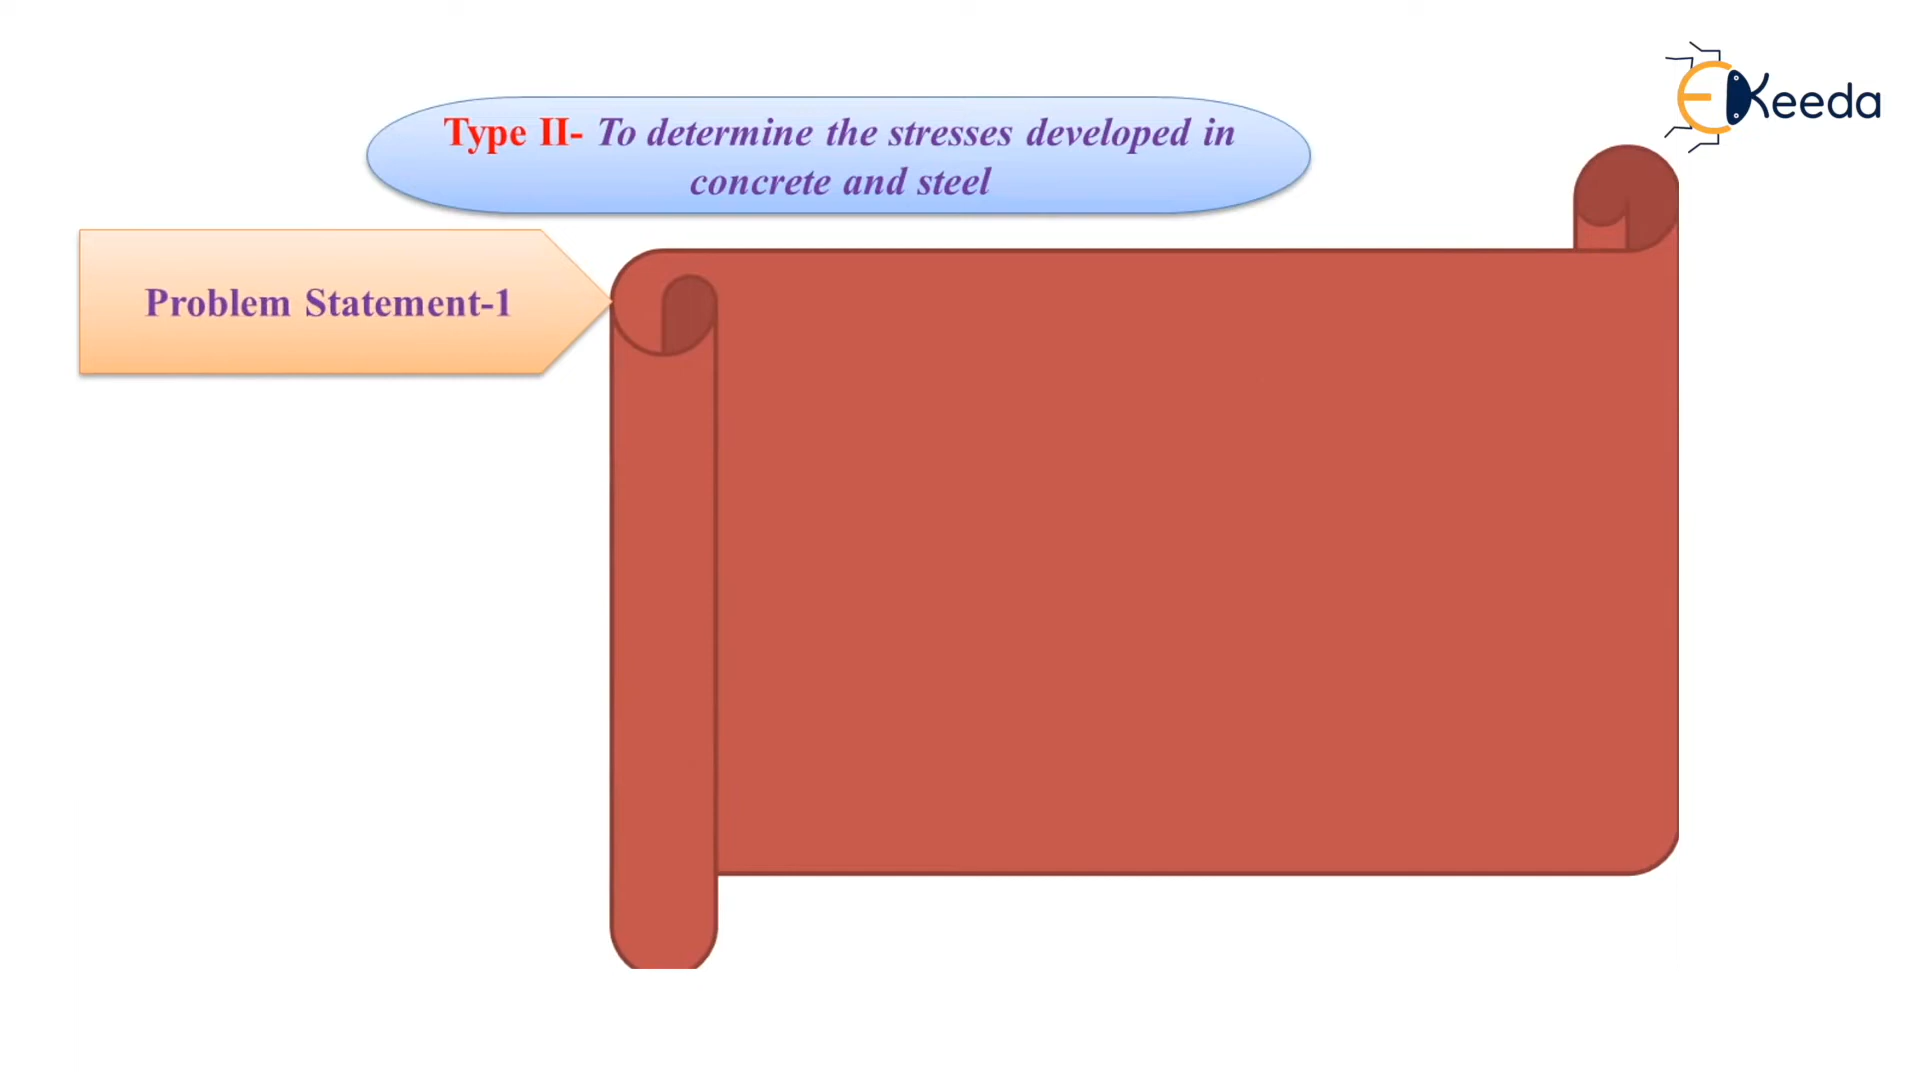 EKeeda
Type II- To determine the stresses developed in
concrete and steel
Problem Statement-1